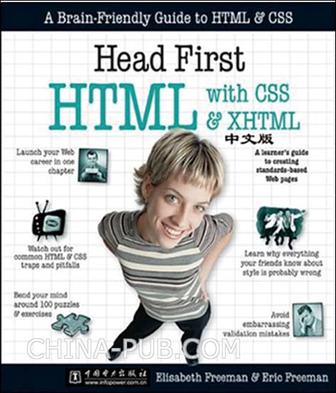 A Brain-Friendly Guide to HTML & CSS
Head First
HTML
with CSS
& XHTML
中文版
Launch your Web
career in one
chapter
A learner's guide
to creating
standards-based
Web pages
Watch out for
common HTML & CSS
traps and pitfalls
Learn why everything
your friends know about
style is probably wrong
Bend your mind
around 100 puzzles
& exercises
Avoid
embarrassing
validation mistakes
CHINA-PUB.COM
中国电力出版社
www.infopower.com.cn
Elisabeth Freeman & Eric Freeman